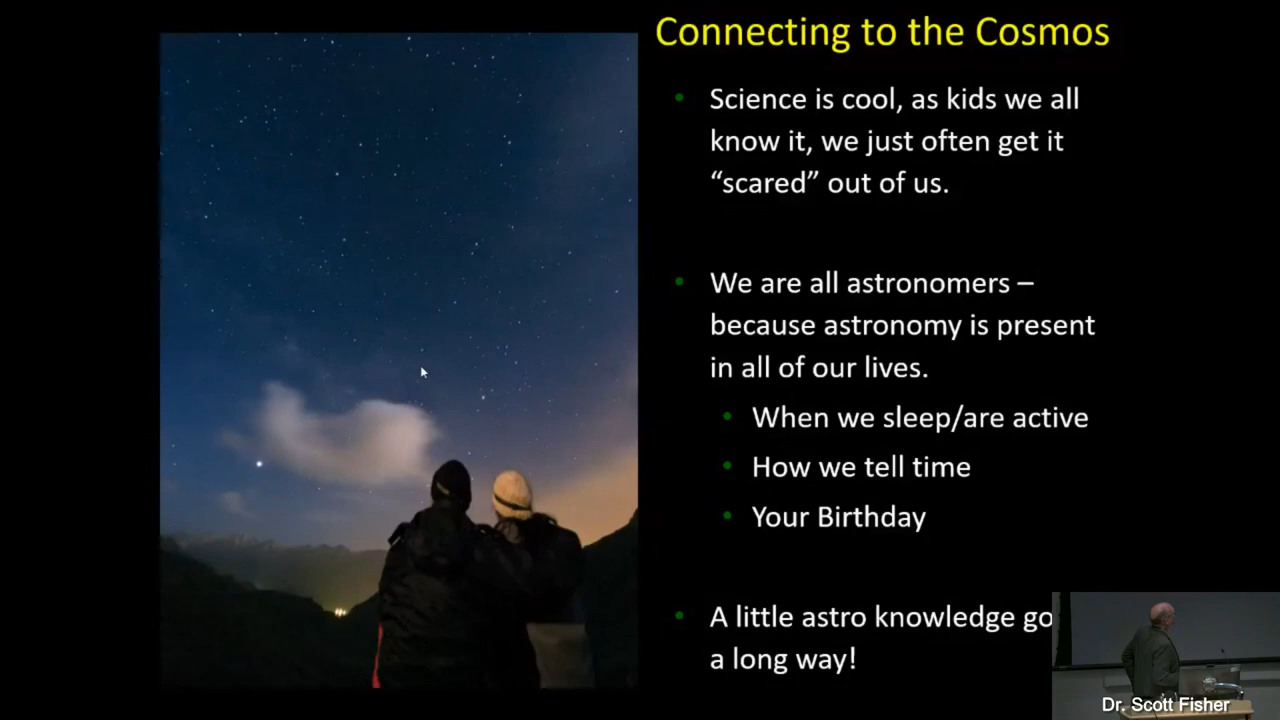 Connecting to the Cosmos
Science is cool, as kids we all
know it, we just often get it
“scared” out of us.
We are all astronomers –
because astronomy is present
in all of our lives.
When we sleep/are active
How we tell time
Your Birthday
A little astro knowledge go
a long way!
Dr. Scott Fisher